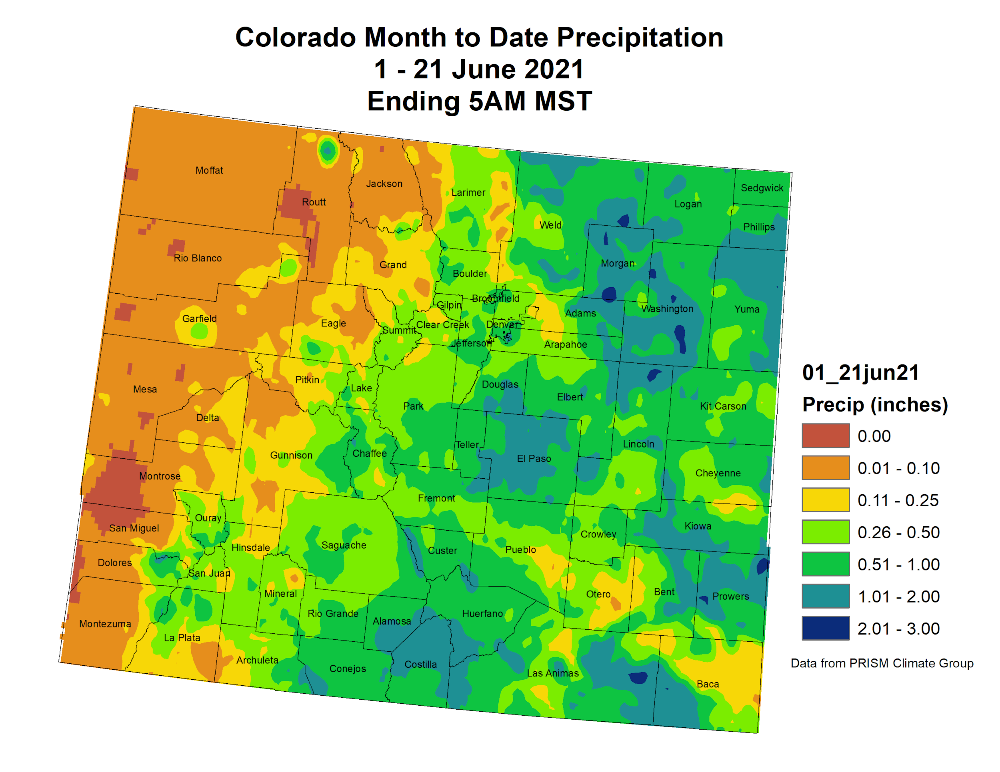 Colorado Month to Date Precipitation
1 - 21 June 2021
Ending 5AM MST
Moffat
Routt
Jackson
Larimer
Weld
Logan
Sedgwick
Phillips
Rio Blanco
Grand
Boulder
Morgan
Garfield
Eagle
Summit
Gilpin
Broomfield
Clear Creek
Denver
Jefferson
Adams
Arapahoe
Washington
Yuma
Mesa
Pitkin
Lake
Park
Douglas
Elbert
Kit Carson
Delta
Gunnison
Chaffee
Teller
El Paso
Lincoln
Cheyenne
Montrose
Fremont
Ouray
San Miguel
Hinsdale
Saguache
Custer
Pueblo
Crowley
Kiowa
Dolores
San Juan
Mineral
Rio Grande
Alamosa
Huerfano
Otero
Bent
Prowers
Montezuma
La Plata
Archuleta
Conejos
Costilla
Las Animas
Baca
01_21jun21
Precip (inches)
0.00
0.01 - 0.10
0.11 - 0.25
0.26 - 0.50
0.51 - 1.00
1.01 - 2.00
2.01 - 3.00
Data from PRISM Climate Group